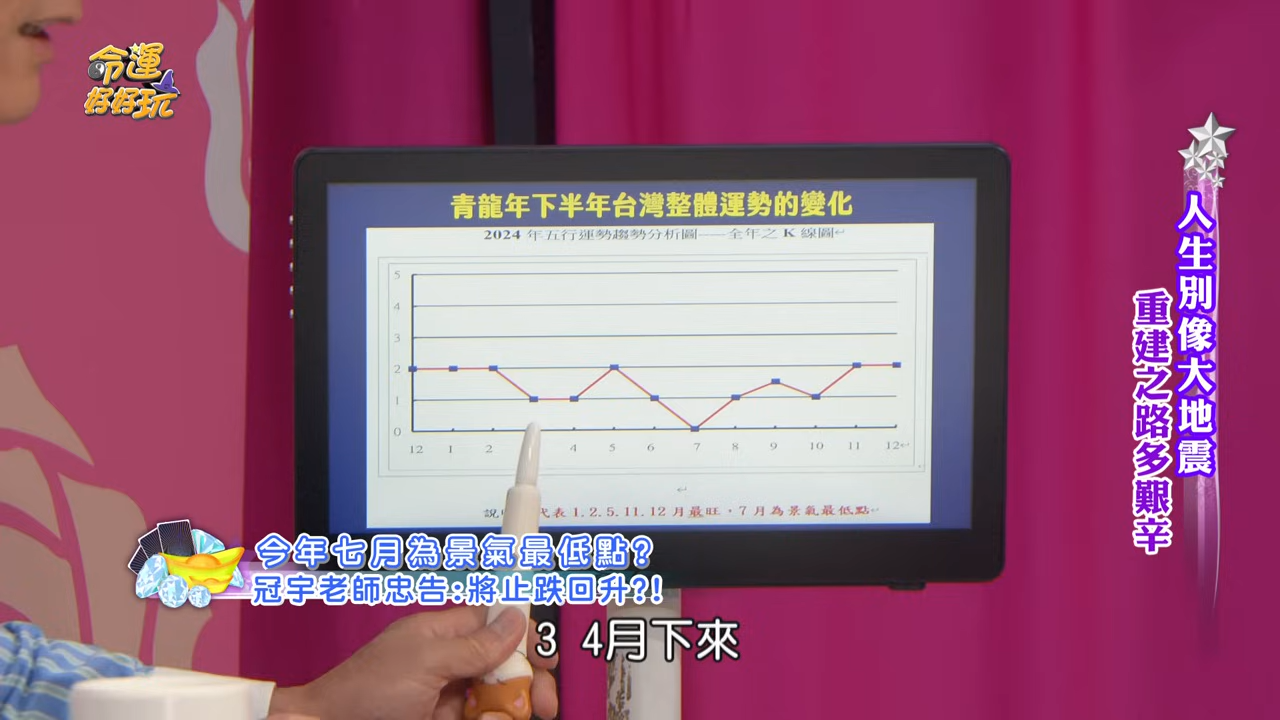 命運
好好玩
青龍年下半年台灣整體運勢的變化
2024 年五行運勢趨勢分析圖——全年之 K 線圖
5
4
3
2
1
0
12 1 2 4 5 6 7 8 9 10 11 12
代表 1. 2. 5. 11. 12 月最旺，7 月為景氣最低點
人生別像大地震
重建之路多艱辛
今年七月為景氣最低點?
冠宇老師忠告:將止跌回升?!
3 4月下來